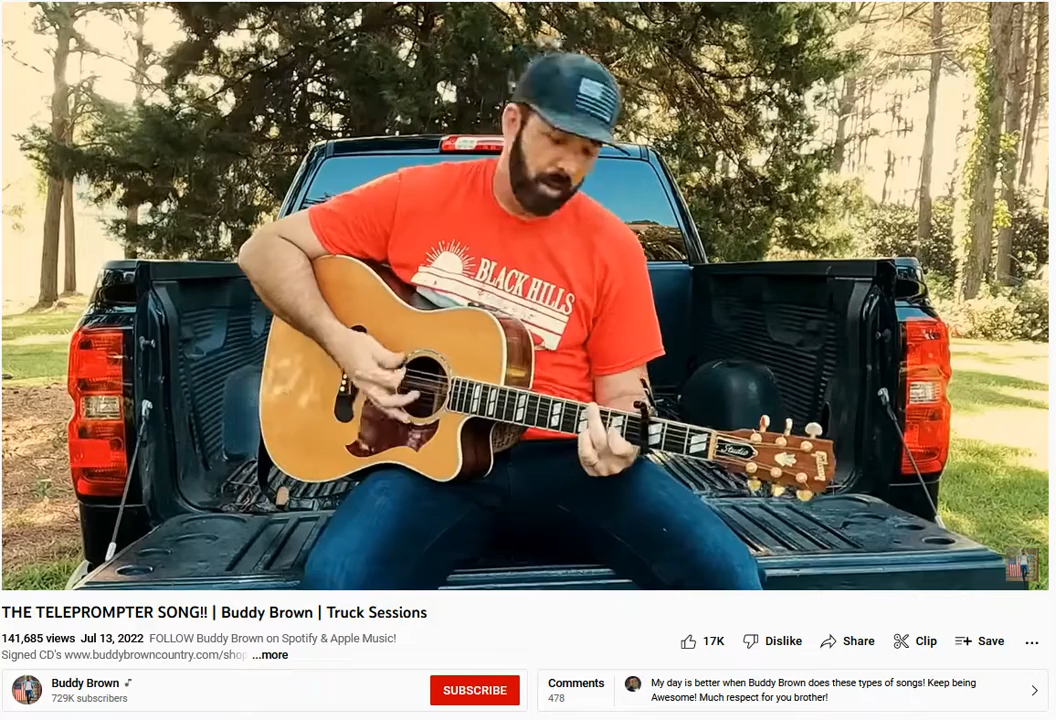 BLACK HILLS
Studio
Gibson
THE TELEPROMPTER SONG!! | Buddy Brown | Truck Sessions
141,685 views Jul 13, 2022 FOLLOW Buddy Brown on Spotify & Apple Music!
Signed CD's www.buddybrowncountry.com/shop ...more
17K Dislike Share Clip Save ...
Buddy Brown
729K subscribers
SUBSCRIBE
Comments
478
My day is better when Buddy Brown does these types of songs! Keep being
Awesome! Much respect for you brother!